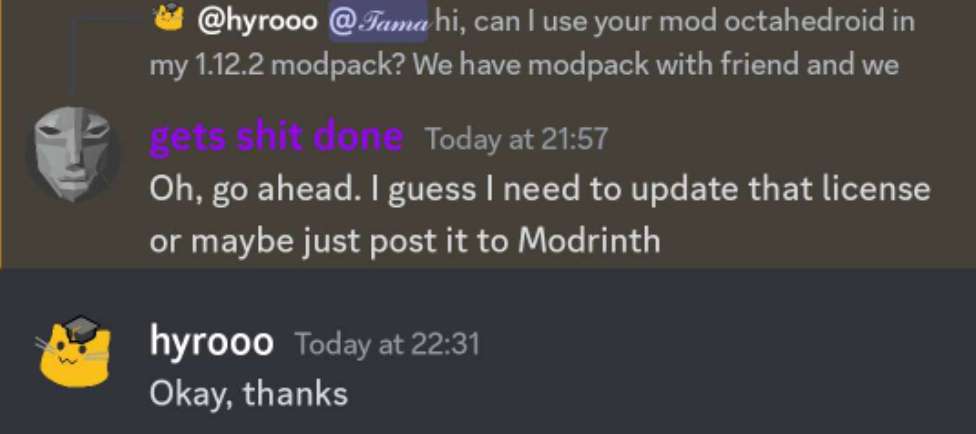 @hyrooo @Tama hi, can I use your mod octahedroid in
my 1.12.2 modpack? We have modpack with friend and we
gets shit done Today at 21:57
Oh, go ahead. I guess I need to update that license
or maybe just post it to Modrinth
hyrooo Today at 22:31
Okay, thanks